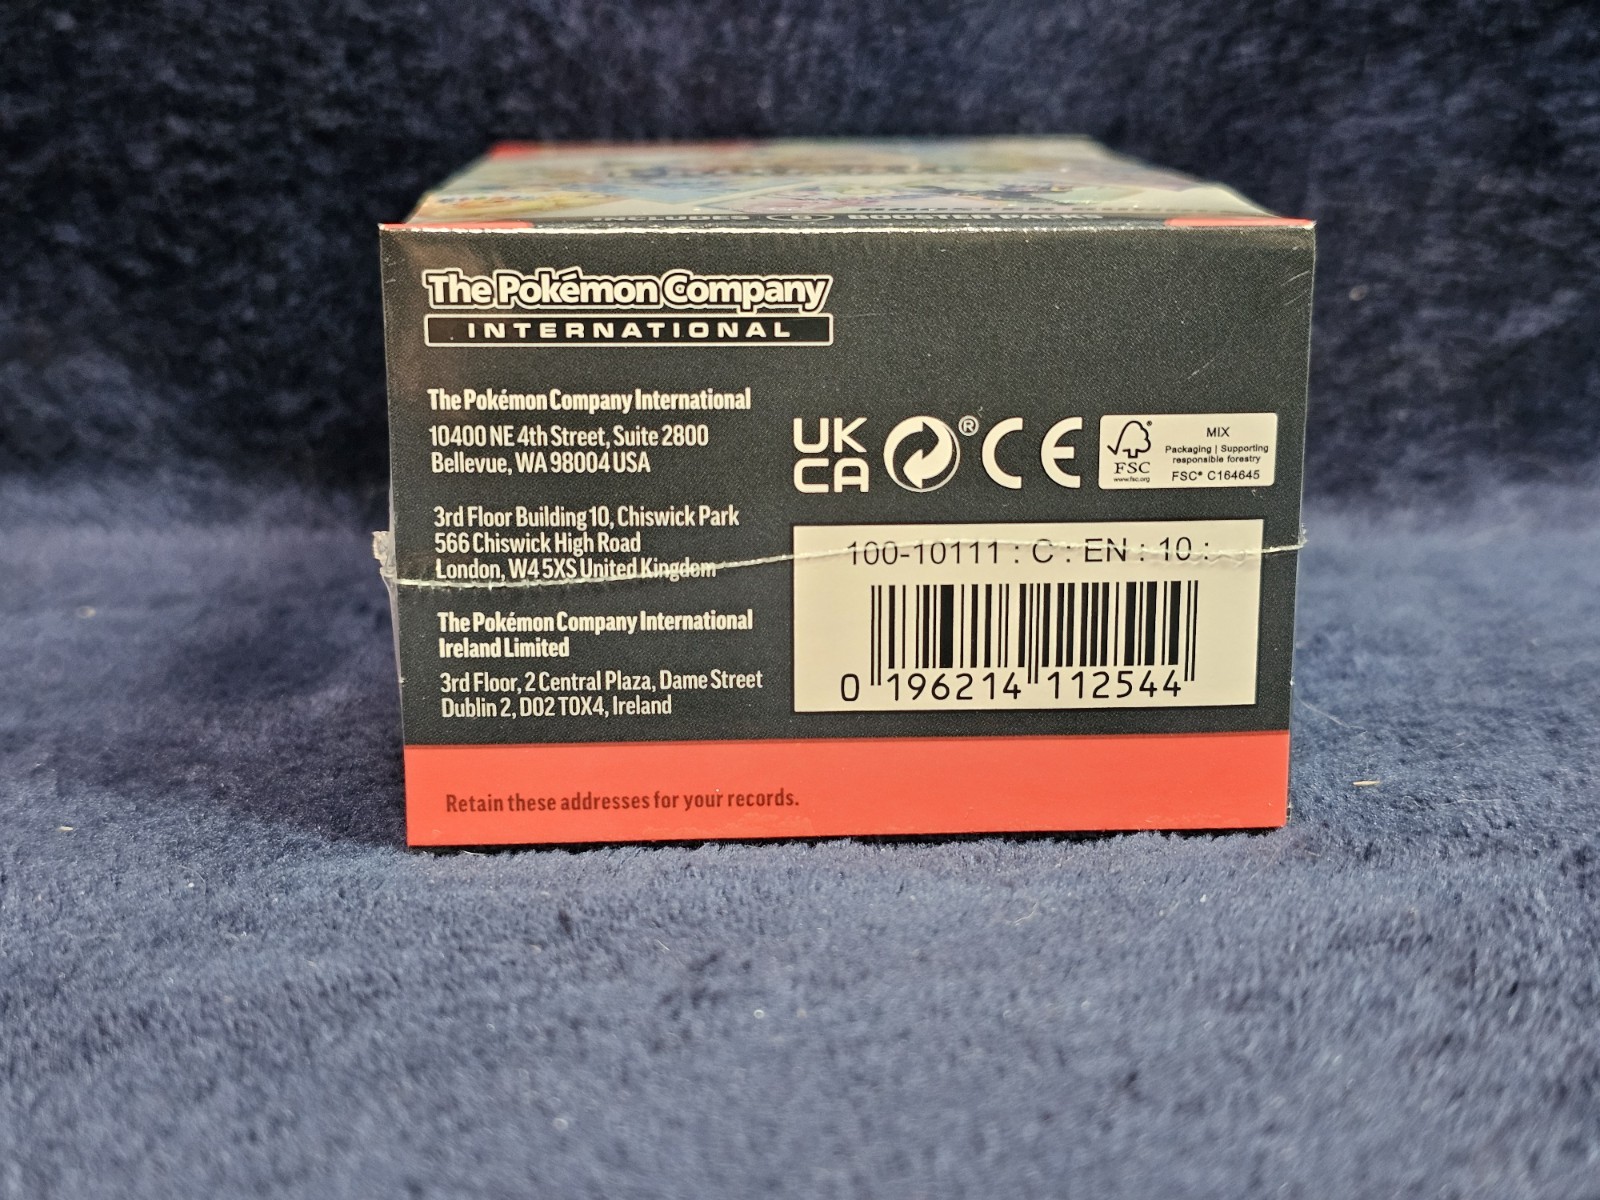 INCLUDES 6 BOOSTER PACKS
The Pokémon Company
INTERNATIONAL
The Pokémon Company International
10400 NE 4th Street, Suite 2800
Bellevue, WA 98004 USA
3rd Floor Building 10, Chiswick Park
566 Chiswick High Road
London, W4 5XS United Kingdom
The Pokémon Company International
Ireland Limited
3rd Floor, 2 Central Plaza, Dame Street
Dublin 2, D02 T0X4, Ireland
UK
CA
®
CE
FSC®
www.fsc.org
MIX
Packaging | Supporting
responsible forestry
FSC® C164645
100-10111 : C : EN : 10 :
0 196214 112544
Retain these addresses for your records.